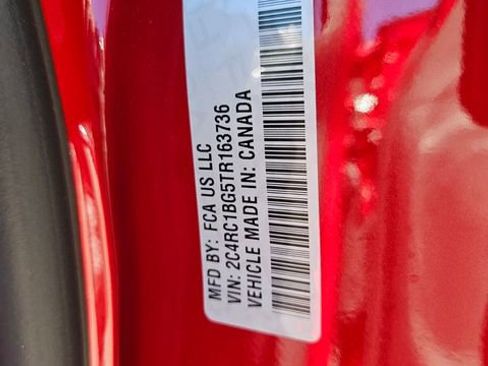 MFD BY: FCA US LLC
VIN: 2C4RC1BG5TR163736
VEHICLE MADE IN: CANADA